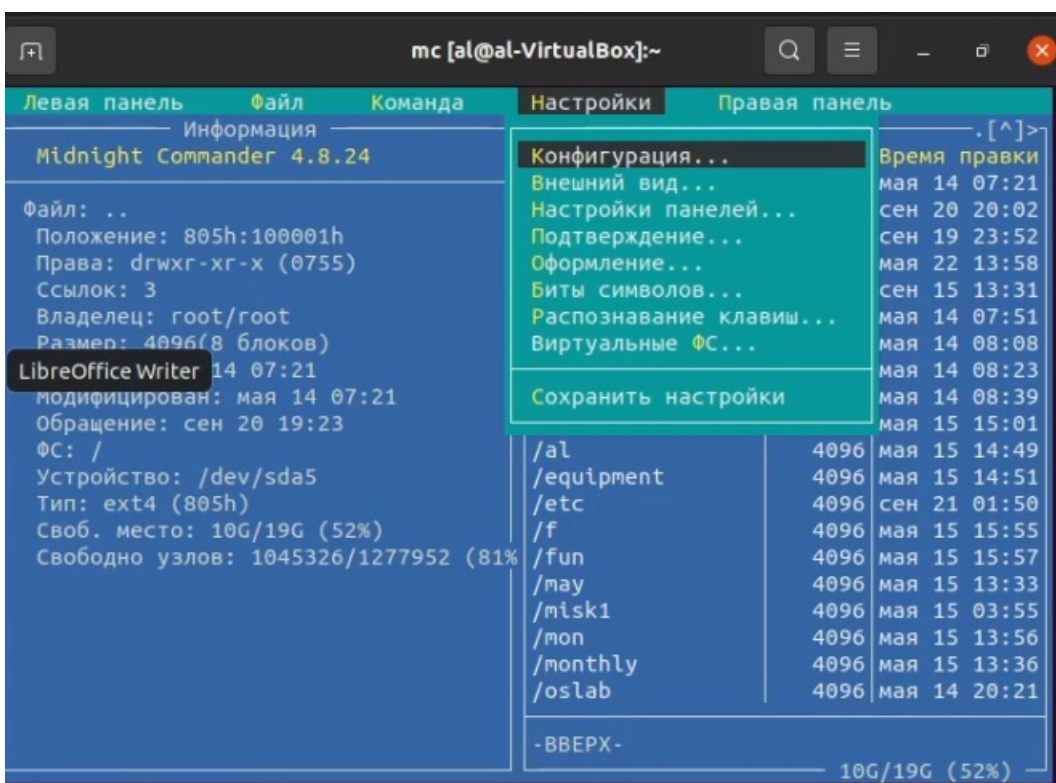 mc [al@al-VirtualBox]:~
Левая панель Файл Команда Настройки Правая панель
Информация
Midnight Commander 4.8.24
Файл: ..
Положение: 805h:100001h
Права: drwxr-xr-x (0755)
Ссылок: 3
Владелец: root/root
Размер: 4096(8 блоков)
LibreOffice Writer
14 07:21
Модифицирован: мая 14 07:21
Обращение: сен 20 19:23
ФС: /
Устройство: /dev/sda5
Тип: ext4 (805h)
Своб. место: 10G/19G (52%)
Свободно узлов: 1045326/1277952 (81%
Конфигурация...
Внешний вид...
Настройки панелей...
Подтверждение...
Оформление...
Биты символов...
Распознавание клавиш...
Виртуальные ФС...
Сохранить настройки
.[^]>
Время правки
мая 14 07:21
сен 20 20:02
сен 19 23:52
мая 22 13:58
сен 15 13:31
мая 14 07:51
мая 14 08:08
мая 14 08:23
мая 14 08:39
мая 15 15:01
/al 4096 мая 15 14:49
/equipment 4096 мая 15 14:51
/etc 4096 сен 21 01:50
/f 4096 мая 15 15:55
/fun 4096 мая 15 15:57
/may 4096 мая 15 13:33
/misk1 4096 мая 15 03:55
/mon 4096 мая 15 13:56
/monthly 4096 мая 15 13:36
/oslab 4096 мая 14 20:21
-ВВЕРХ-
10G/19G (52%)